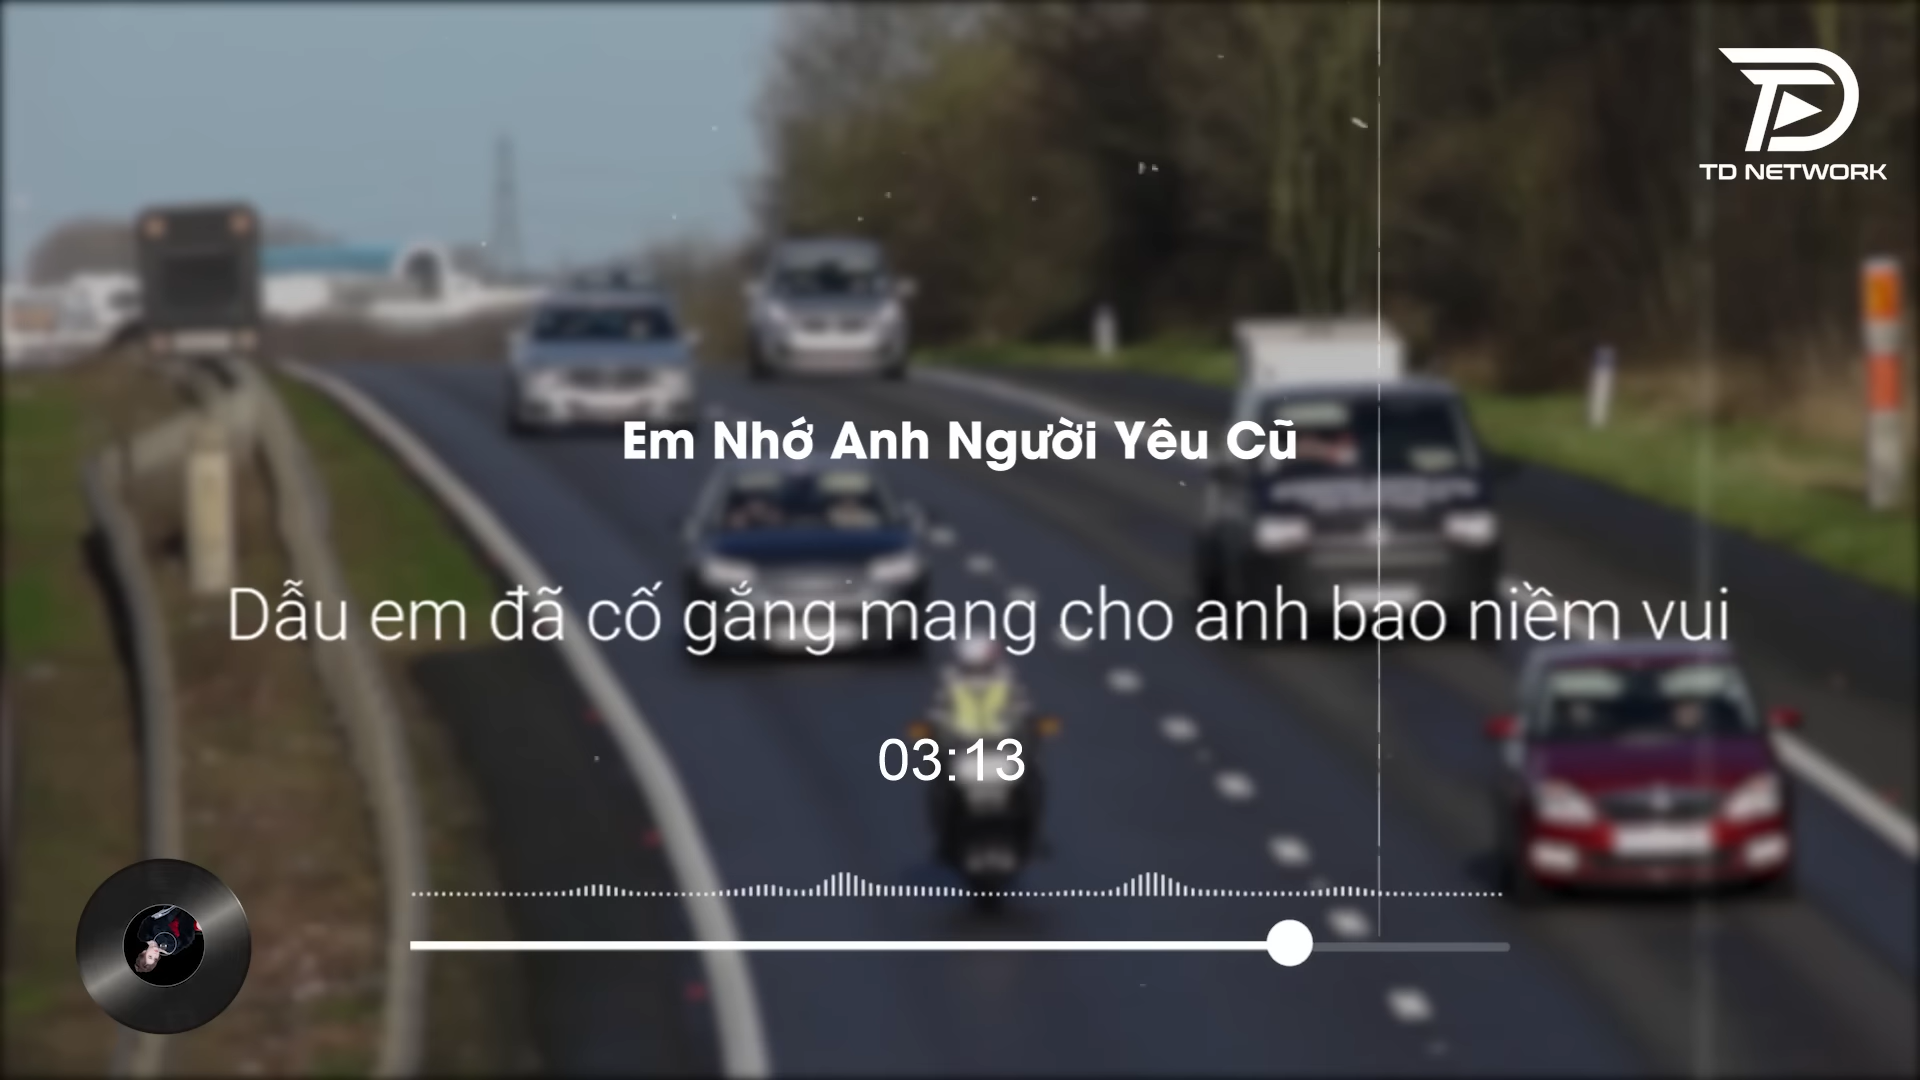 TD NETWORK
Em Nhớ Anh Người Yêu Cũ
Dẫu em đã cố gắng mang cho anh bao niềm vui
03:13